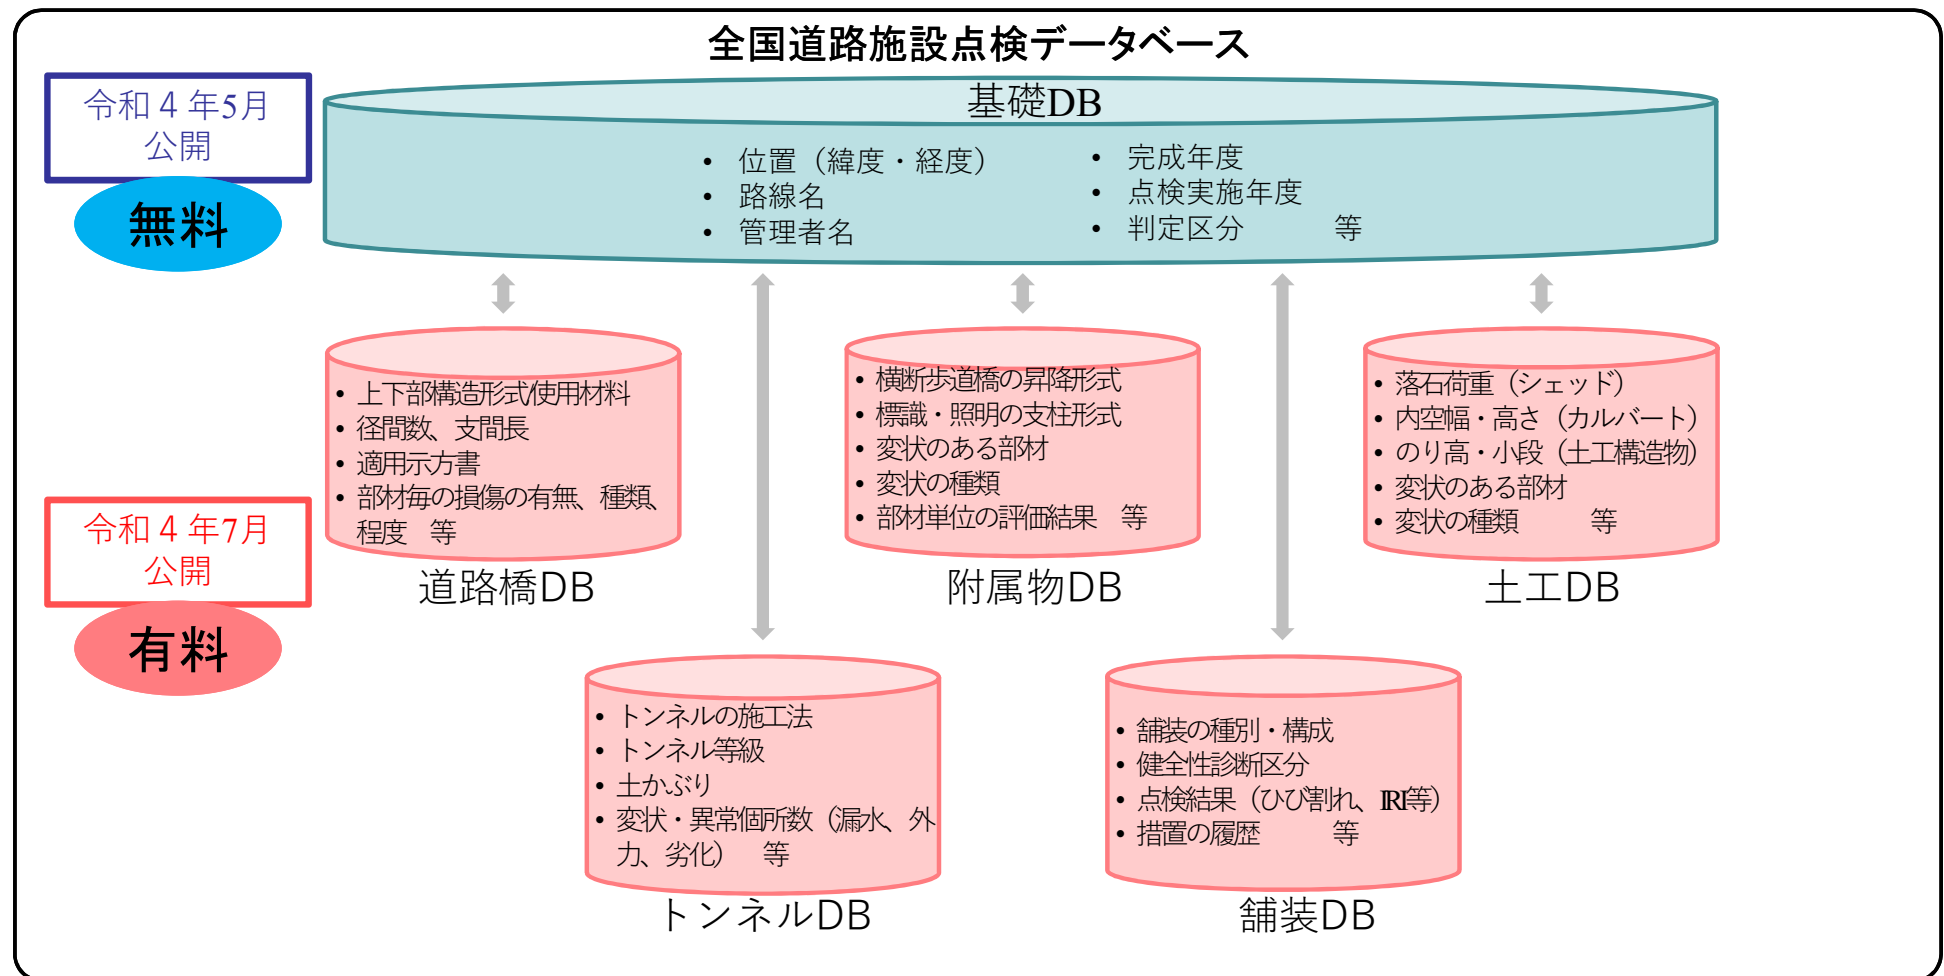 全国道路施設点検データベース
令和４年5月
公開
無料
基礎DB
• 位置（緯度・経度）
• 路線名
• 管理者名
• 完成年度
• 点検実施年度
• 判定区分　　　等
令和４年7月
公開
有料
• 上下部構造形式/使用材料
• 径間数、支間長
• 適用示方書
• 部材毎の損傷の有無、種類、
程度　等
道路橋DB
• 横断歩道橋の昇降形式
• 標識・照明の支柱形式
• 変状のある部材
• 変状の種類
• 部材単位の評価結果　等
附属物DB
• 落石荷重（シェッド）
• 内空幅・高さ（カルバート）
• のり高・小段（土工構造物）
• 変状のある部材
• 変状の種類　　　等
土工DB
• トンネルの施工法
• トンネル等級
• 土かぶり
• 変状・異常個所数（漏水、外
力、劣化）　等
トンネルDB
• 舗装の種別・構成
• 健全性診断区分
• 点検結果（ひび割れ、IRI等）
• 措置の履歴　　　等
舗装DB